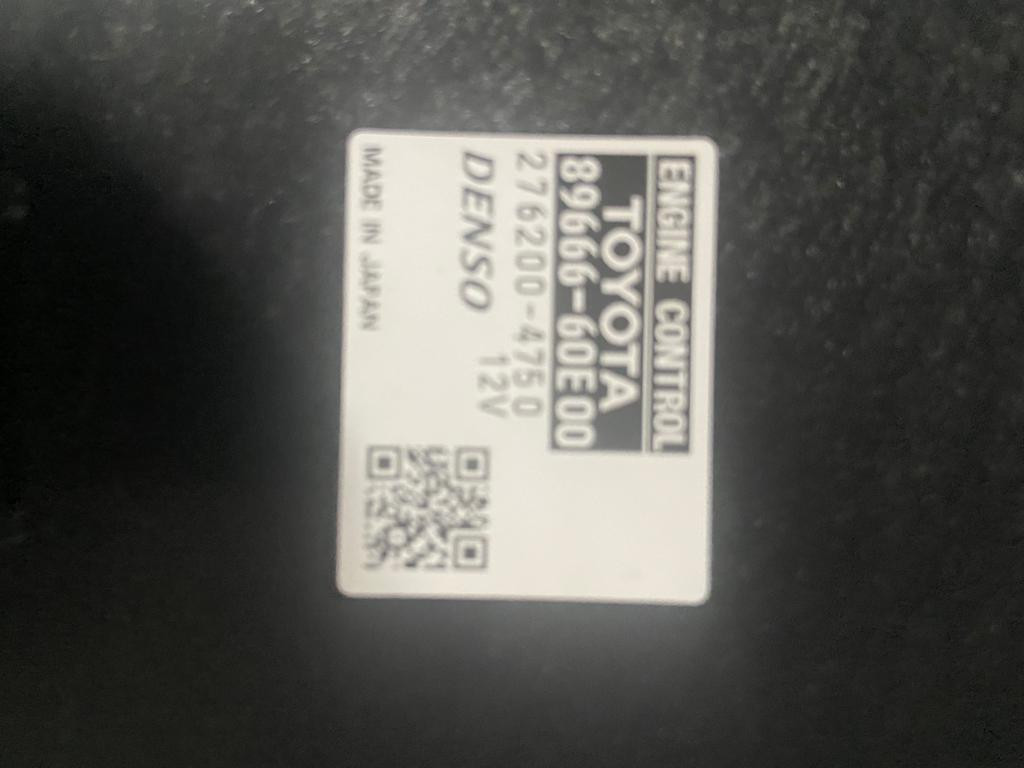 ENGINE CONTROL
TOYOTA
89666-60E00
276200-4750
12V
DENSO
MADE IN JAPAN